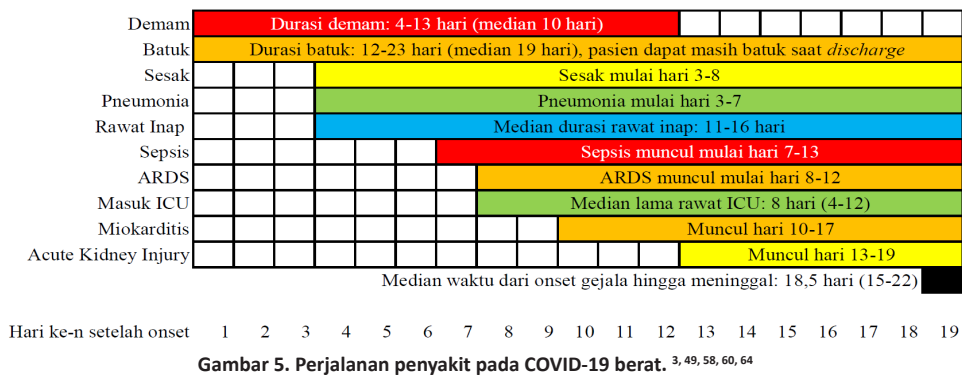 Demam Durasi demam: 4-13 hari (median 10 hari)
Batuk Durasi batuk: 12-23 hari (median 19 hari), pasien dapat masih batuk saat discharge
Sesak Sesak mulai hari 3-8
Pneumonia Pneumonia mulai hari 3-7
Rawat Inap Median durasi rawat inap: 11-16 hari
Sepsis Sepsis muncul mulai hari 7-13
ARDS ARDS muncul mulai hari 8-12
Masuk ICU Median lama rawat ICU: 8 hari (4-12)
Miokarditis Muncul hari 10-17
Acute Kidney Injury Muncul hari 13-19
Median waktu dari onset gejala hingga meninggal: 18,5 hari (15-22)
Hari ke-n setelah onset 1 2 3 4 5 6 7 8 9 10 11 12 13 14 15 16 17 18 19
Gambar 5. Perjalanan penyakit pada COVID-19 berat. 3, 49, 58, 60, 64